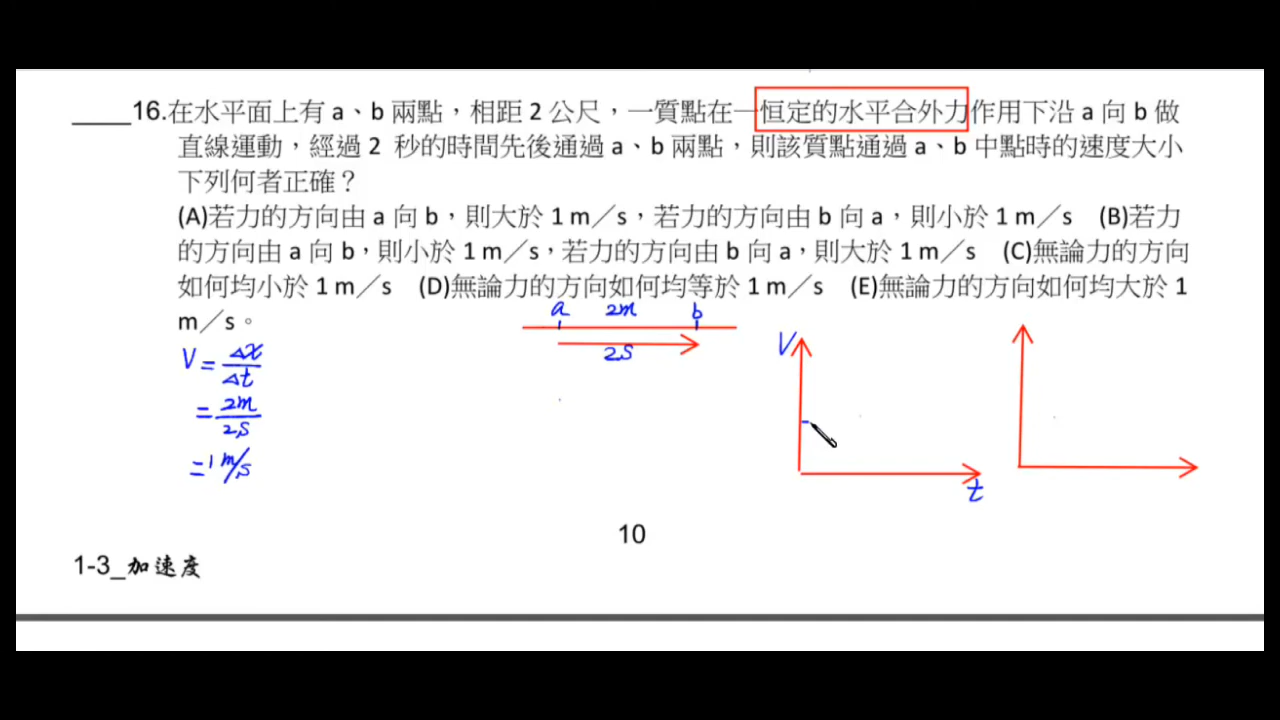 ____16.在水平面上有 a、b 兩點，相距 2 公尺，一質點在一恒定的水平合外力作用下沿 a 向 b 做
直線運動，經過 2 秒的時間先後通過 a、b 兩點，則該質點通過 a、b 中點時的速度大小
下列何者正確？
(A)若力的方向由 a 向 b，則大於 1 m／s，若力的方向由 b 向 a，則小於 1 m／s (B)若力
的方向由 a 向 b，則小於 1 m／s，若力的方向由 b 向 a，則大於 1 m／s (C)無論力的方向
如何均小於 1 m／s (D)無論力的方向如何均等於 1 m／s (E)無論力的方向如何均大於 1
m／s。
a 2m b
2S
V = Δx/Δt
= 2m/2S
= 1 m/s
V
t
10
1-3_加速度